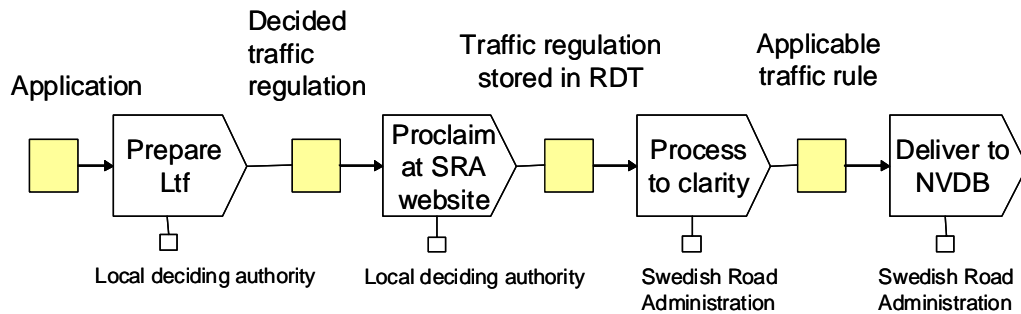 Application
Decided
traffic
regulation
Traffic regulation
stored in RDT
Applicable
traffic rule
Prepare
Ltf
Proclaim
at SRA
website
Process
to clarity
Deliver to
NVDB
Local deciding authority
Local deciding authority
Swedish Road
Administration
Swedish Road
Administration